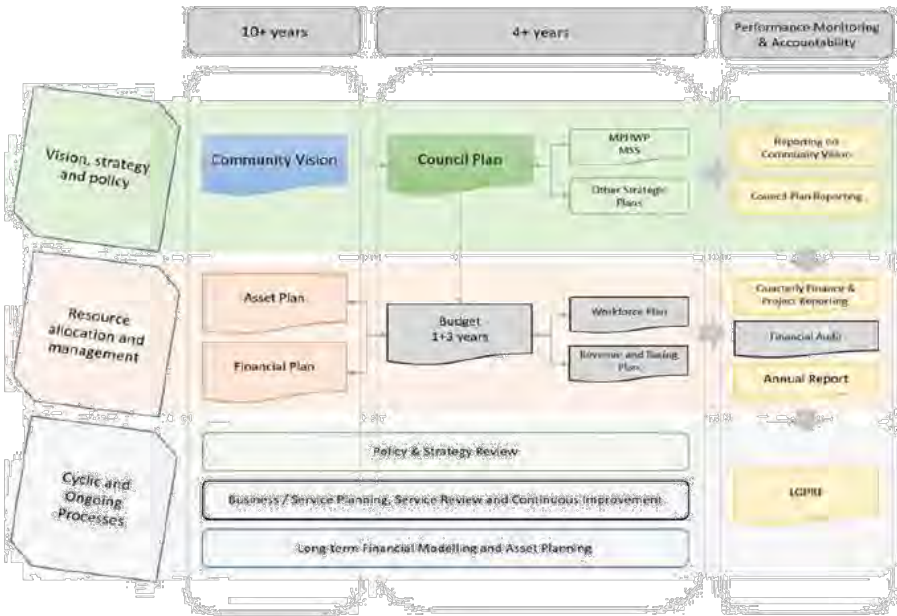 10+ years
4+ years
Performance Monitoring
& Accountability
Vision, strategy
and policy
Community Vision
Council Plan
MPHWP
MSS
Other Strategic
Plans
Reporting on
Community Vision
Council Plan Reporting
Resource
allocation and
management
Asset Plan
Financial Plan
Budget
1+3 years
Workforce Plan
Revenue and Rating
Plan
Quarterly Finance &
Project Reporting
Financial Audit
Annual Report
Cyclic and
Ongoing
Processes
Policy & Strategy Review
Business / Service Planning, Service Review and Continuous Improvement
Long-term Financial Modelling and Asset Planning
LGPRF